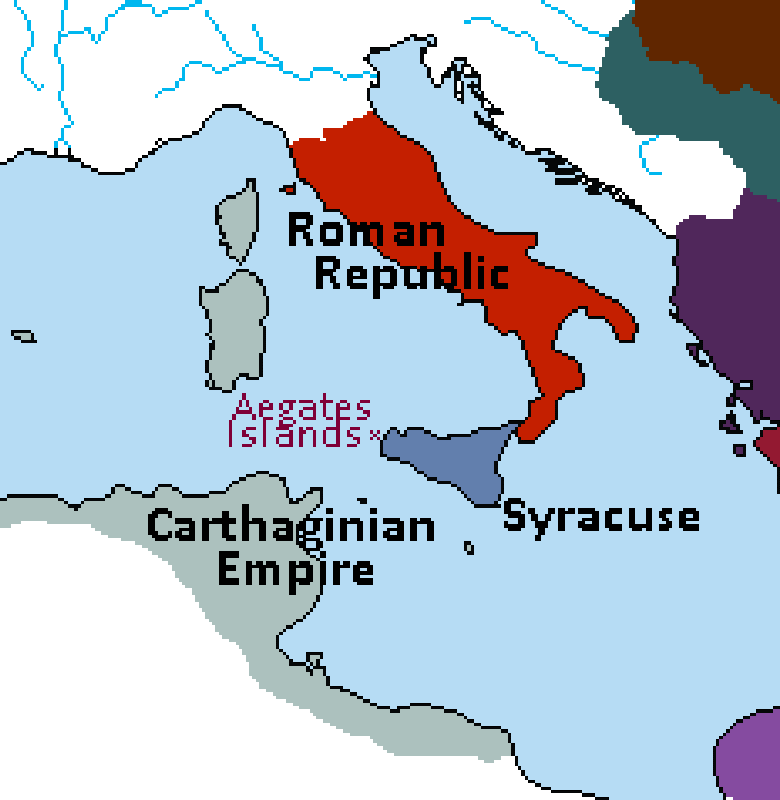 Roman
Republic
Aegates
Islands×
Carthaginian
Empire
Syracuse